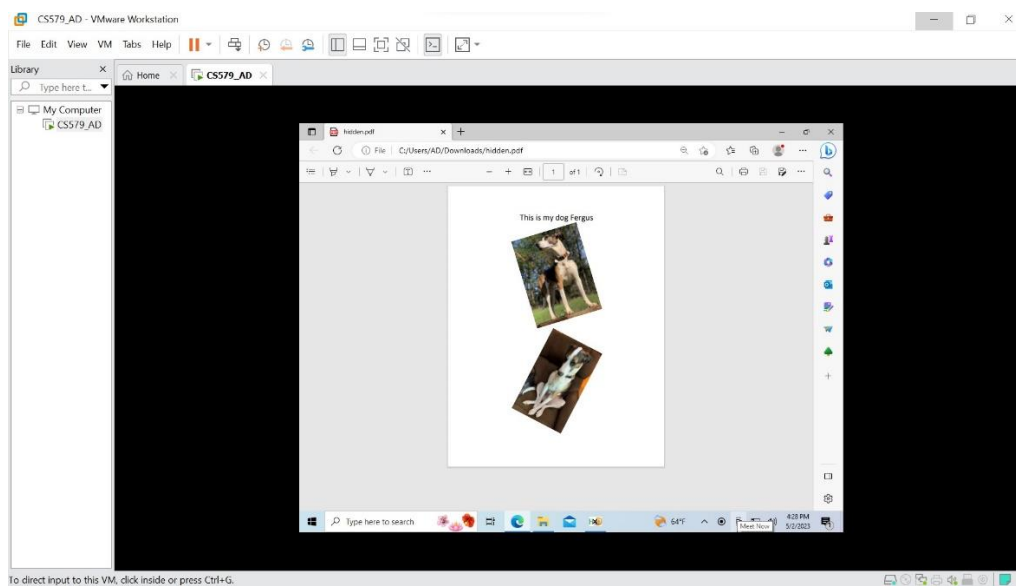 CS579_AD - VMware Workstation
File Edit View VM Tabs Help
Library
Home
CS579_AD
Type here t...
My Computer
CS579_AD
hidden.pdf
File C:/Users/AD/Downloads/hidden.pdf
1 of 1
This is my dog Fergus
Type here to search
64°F
4:28 PM
Meet Now
5/2/2023
To direct input to this VM, click inside or press Ctrl+G.